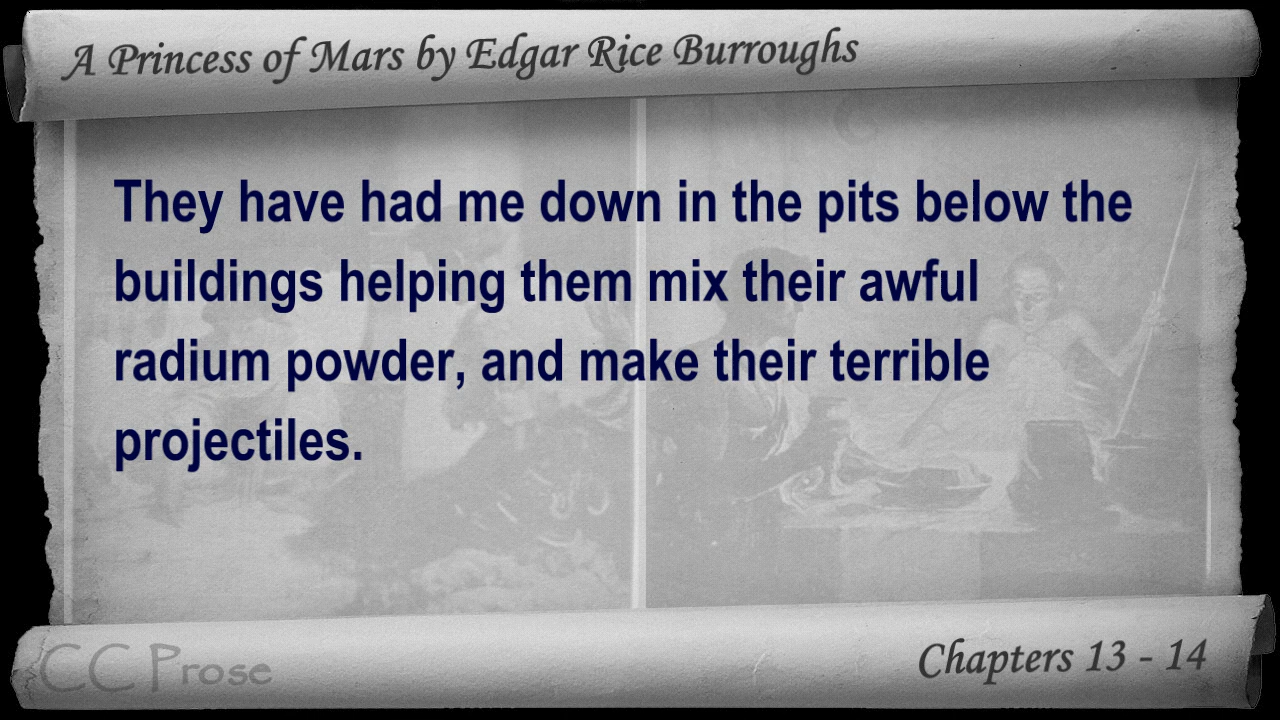 A Princess of Mars by Edgar Rice Burroughs
They have had me down in the pits below the
buildings helping them mix their awful
radium powder, and make their terrible
projectiles.
CC Prose
Chapters 13 - 14